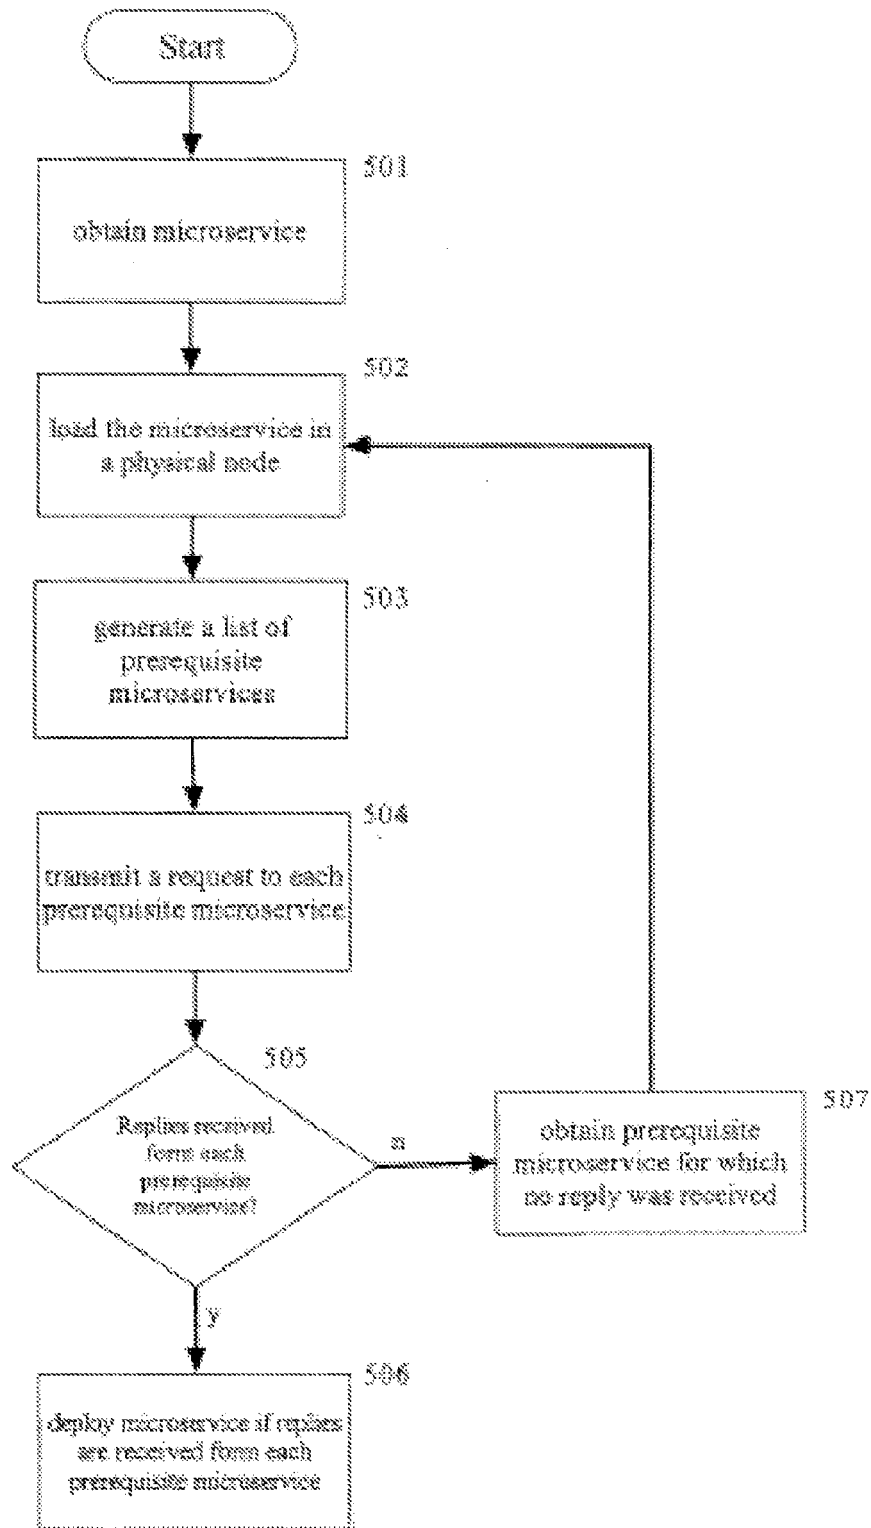 Start
501
obtain microservice
502
load the microservice in
a physical node
503
generate a list of
prerequisite
microservices
504
transmit a request to each
prerequisite microservice
505
Replies received
form each
prerequisite
microservice?
n
507
obtain prerequisite
microservice for which
no reply was received
y
506
deploy microservice if replies
are received form each
prerequisite microservice